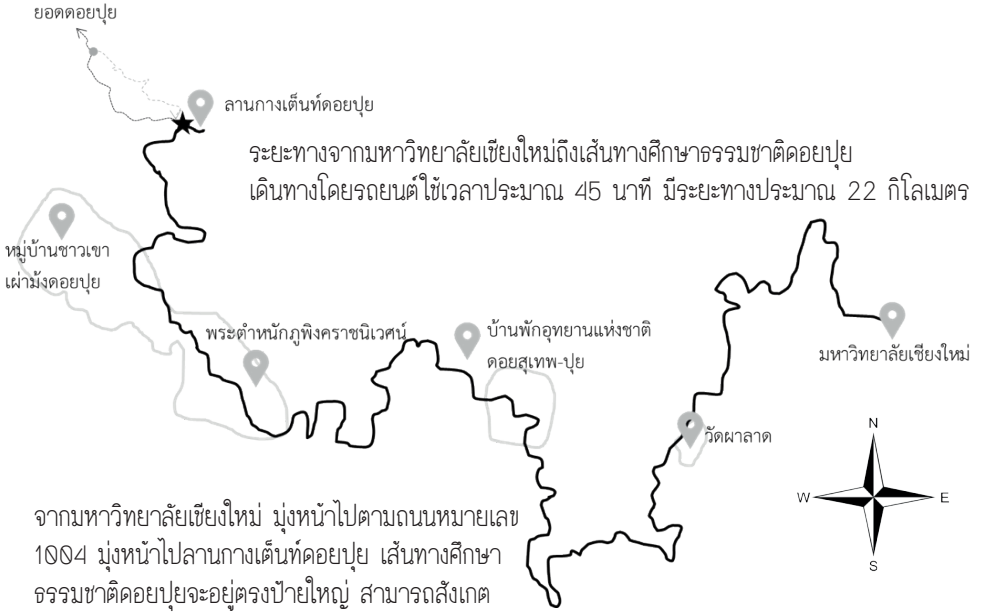 ยอดดอยปุย
ลานกางเต็นท์ดอยปุย
ระยะทางจากมหาวิทยาลัยเชียงใหม่ถึงเส้นทางศึกษาธรรมชาติดอยปุย
เดินทางโดยรถยนต์ใช้เวลาประมาณ 45 นาที มีระยะทางประมาณ 22 กิโลเมตร
หมู่บ้านชาวเขา
เผ่าม้งดอยปุย
พระตำหนักภูพิงคราชนิเวศน์
บ้านพักอุทยานแห่งชาติ
ดอยสุเทพ-ปุย
มหาวิทยาลัยเชียงใหม่
วัดผาลาด
N
W
E
S
จากมหาวิทยาลัยเชียงใหม่ มุ่งหน้าไปตามถนนหมายเลข
1004 มุ่งหน้าไปลานกางเต็นท์ดอยปุย เส้นทางศึกษา
ธรรมชาติดอยปุยจะอยู่ตรงป้ายใหญ่ สามารถสังเกต